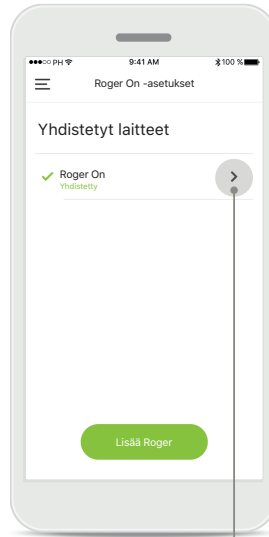 PH 9:41 AM 100 %
Roger On -asetukset
Yhdistetyt laitteet
Roger On
Yhdistetty
Lisää Roger